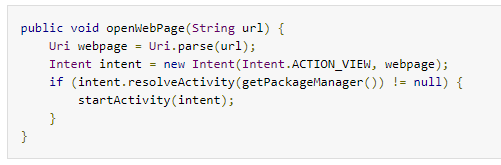 public void openWebPage(String url) {
    Uri webpage = Uri.parse(url);
    Intent intent = new Intent(Intent.ACTION_VIEW, webpage);
    if (intent.resolveActivity(getPackageManager()) != null) {
        startActivity(intent);
    }
}